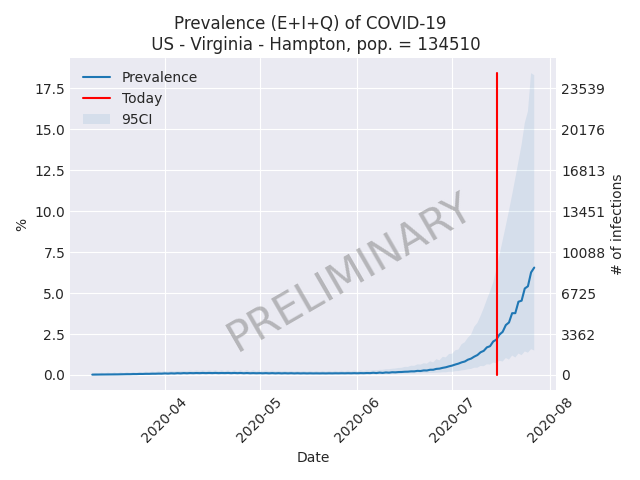 Prevalence (E+I+Q) of COVID-19
US - Virginia - Hampton, pop. = 134510
Prevalence
Today
95CI
17.5
15.0
12.5
10.0
7.5
5.0
2.5
0.0
%
23539
20176
16813
13451
10088
6725
3362
0
# of infections
PRELIMINARY
2020-04
2020-05
2020-06
2020-07
2020-08
Date